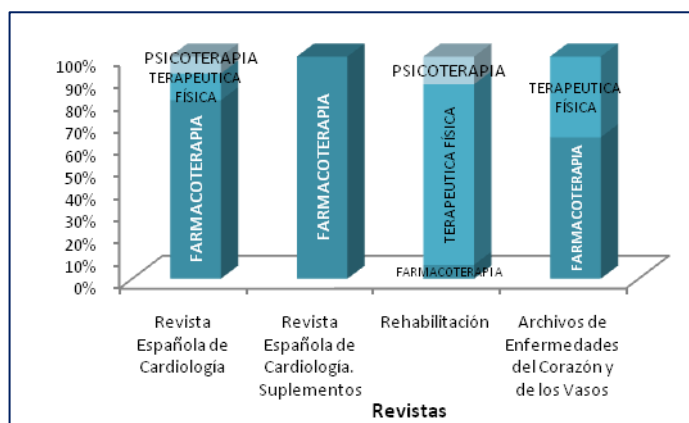 100%
90%
80%
70%
60%
50%
40%
30%
20%
10%
0%
PSICOTERAPIA
TERAPEUTICA
FÍSICA
FARMACOTERAPIA
FARMACOTERAPIA
PSICOTERAPIA
TERAPEUTICA FÍSICA
FARMACOTERAPIA
TERAPEUTICA
FÍSICA
FARMACOTERAPIA
Revista
Española de
Cardiología
Revista
Española de
Cardiología.
Suplementos
Rehabilitación
Archivos de
Enfermedades
del Corazón y
de los Vasos
Revistas